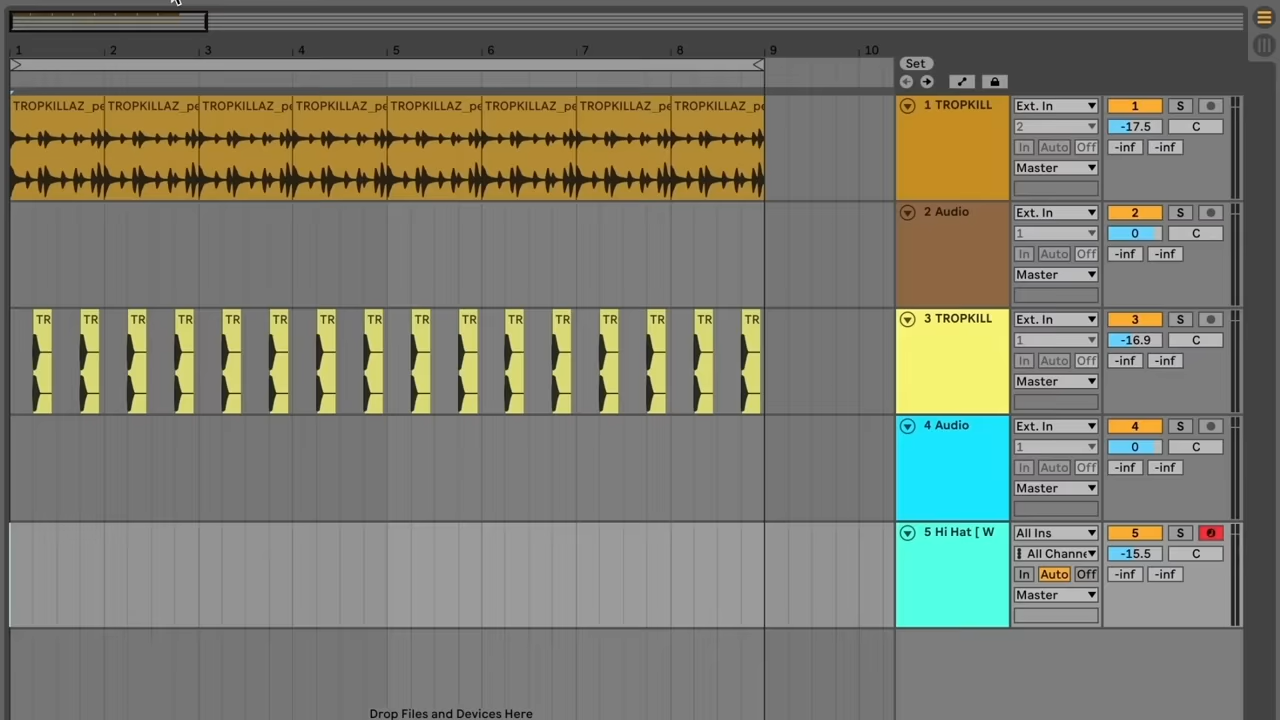 1 2 3 4 5 6 7 8 9 10
Set
TROPKILLAZ_pe TROPKILLAZ_pe TROPKILLAZ_pe TROPKILLAZ_pe TROPKILLAZ_pe TROPKILLAZ_pe TROPKILLAZ_pe TROPKILLAZ_pe
1 TROPKILL Ext. In 1 S
2 -17.5 C
In Auto Off -inf -inf
Master
2 Audio Ext. In 2 S
1 0 C
In Auto Off -inf -inf
Master
TR TR TR TR TR TR TR TR TR TR TR TR TR TR TR TR
3 TROPKILL Ext. In 3 S
1 -16.9 C
In Auto Off -inf -inf
Master
4 Audio Ext. In 4 S
1 0 C
In Auto Off -inf -inf
Master
5 Hi Hat [ W All Ins 5 S
All Channe -15.5 C
In Auto Off -inf -inf
Master
Drop Files and Devices Here